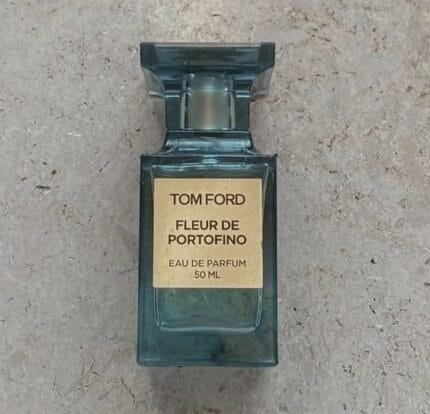 TOM FORD
FLEUR DE
PORTOFINO
EAU DE PARFUM
50 ML